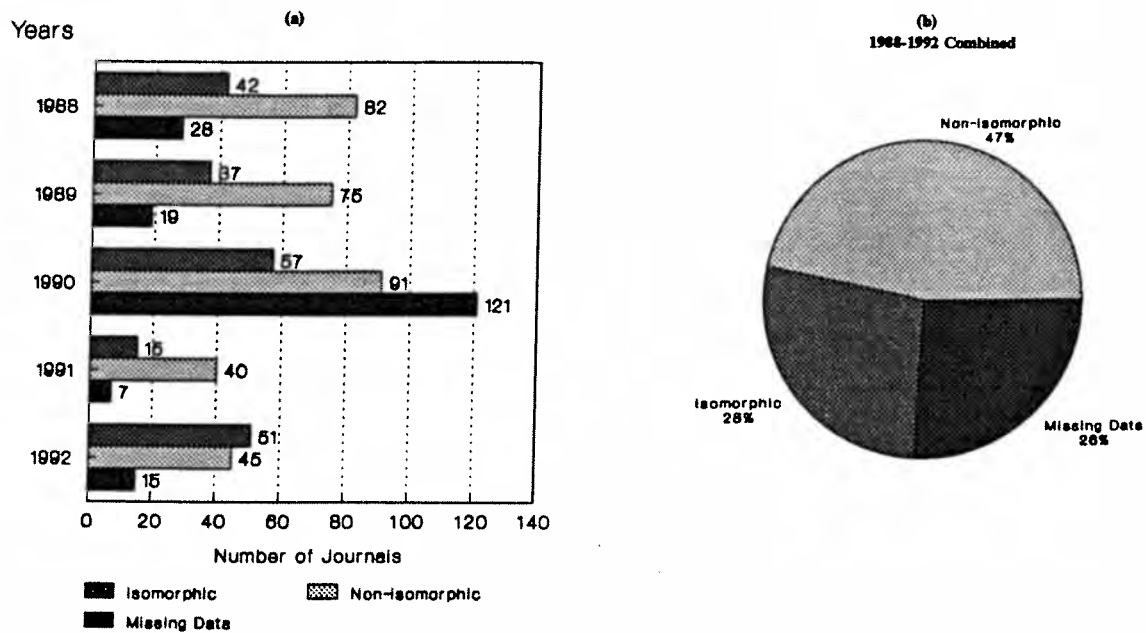 (a)
Years
1988
42
82
28
1989
37
75
19
1990
57
91
121
1991
15
40
7
1992
51
45
15
0 20 40 60 80 100 120 140
Number of Journals
Isomorphic Non-isomorphic
Missing Data
(b)
1988-1992 Combined
Non-isomorphic
47%
Isomorphic
28%
Missing Data
26%